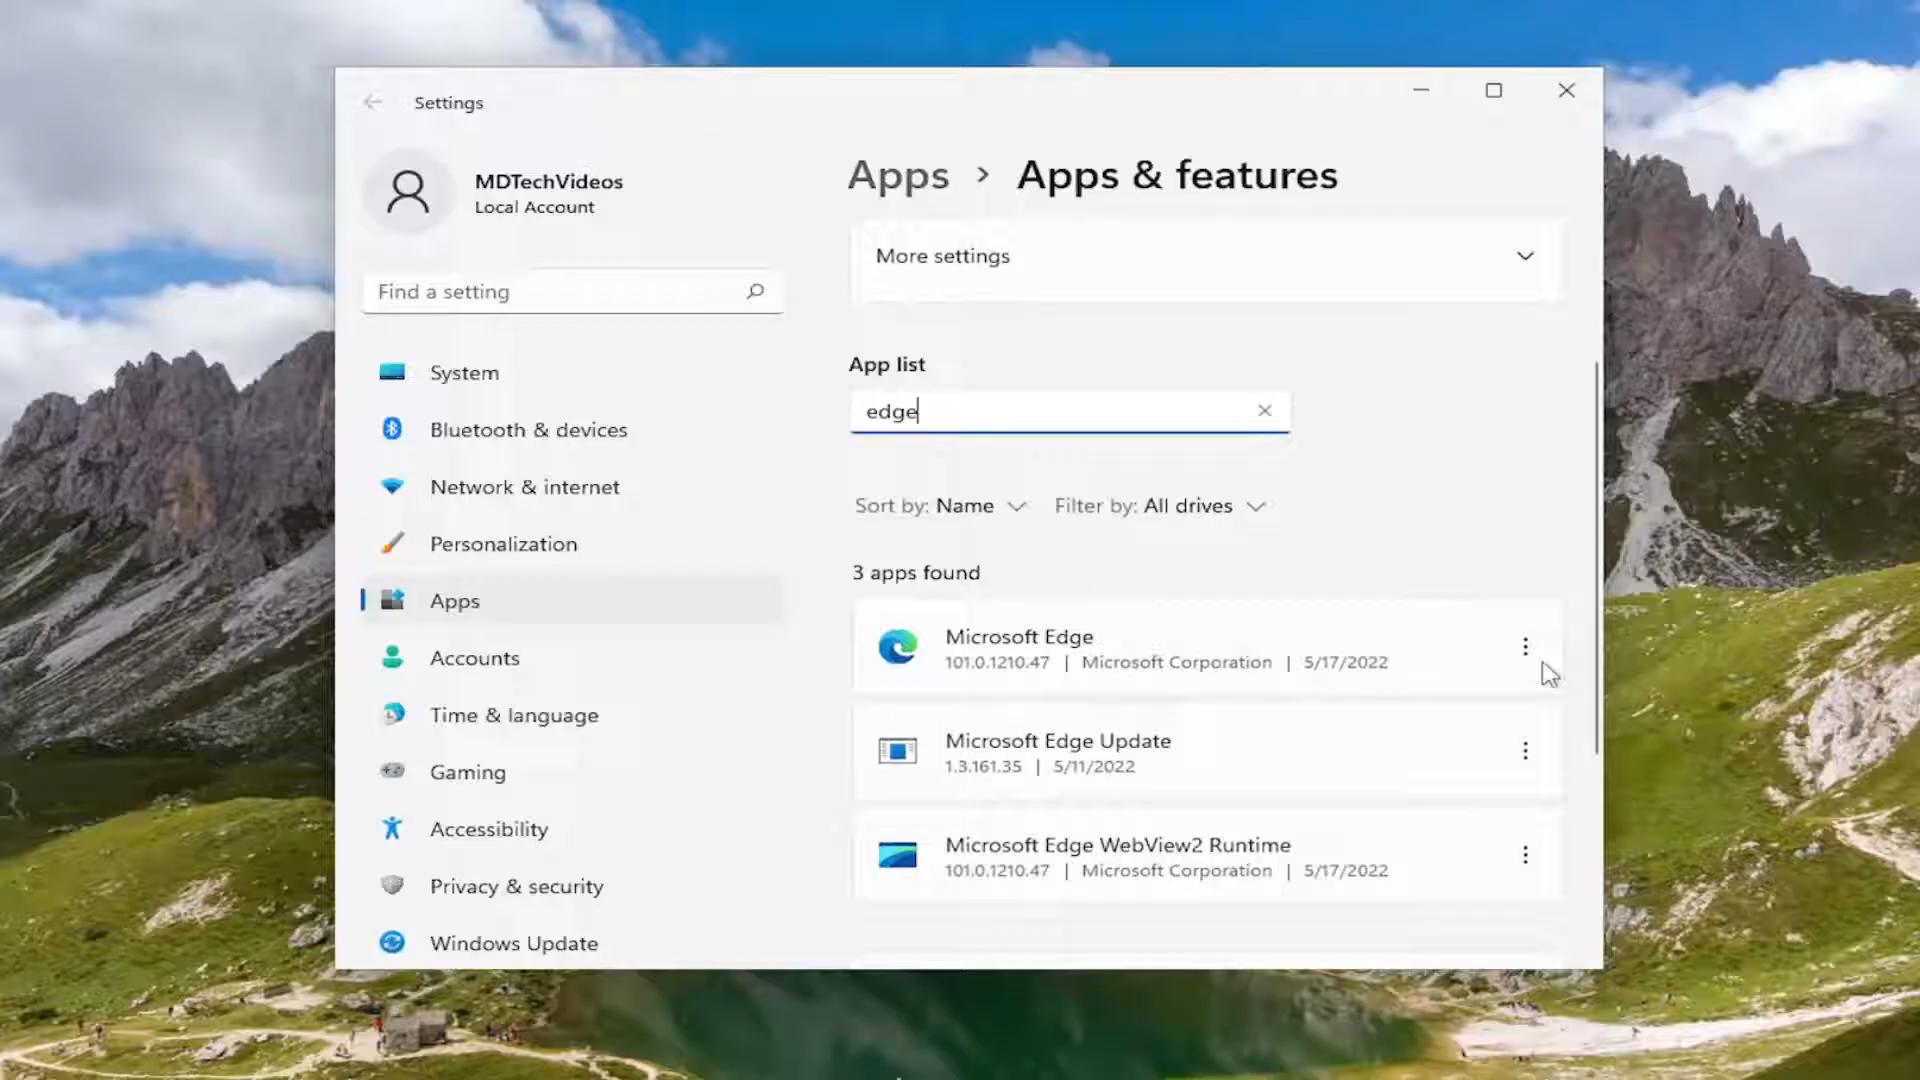 Settings
MDTechVideos
Local Account
Find a setting
System
Bluetooth & devices
Network & internet
Personalization
Apps
Accounts
Time & language
Gaming
Accessibility
Privacy & security
Windows Update
Apps > Apps & features
More settings
App list
edge
Sort by: Name Filter by: All drives
3 apps found
Microsoft Edge
101.0.1210.47 | Microsoft Corporation | 5/17/2022
Microsoft Edge Update
1.3.161.35 | 5/11/2022
Microsoft Edge WebView2 Runtime
101.0.1210.47 | Microsoft Corporation | 5/17/2022